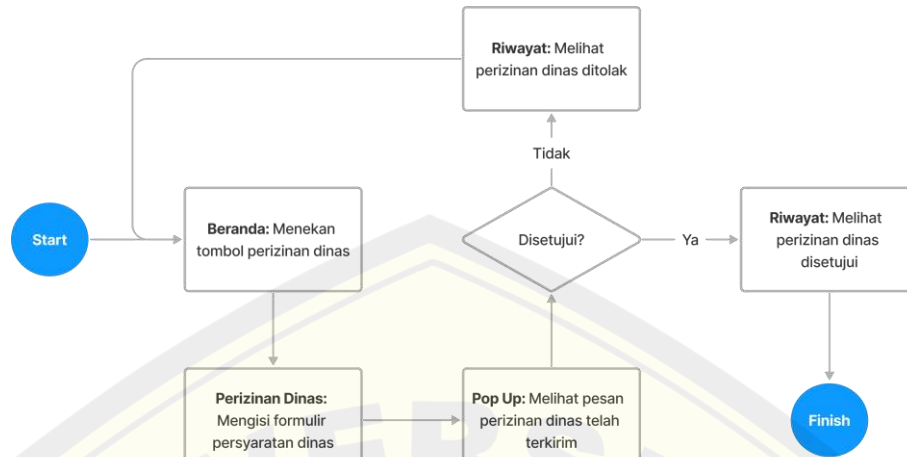 Riwayat: Melihat
perizinan dinas ditolak
Tidak
Start
Beranda: Menekan
tombol perizinan dinas
Disetujui?
Ya
Riwayat: Melihat
perizinan dinas
disetujui
Perizinan Dinas:
Mengisi formulir
persyaratan dinas
Pop Up: Melihat pesan
perizinan dinas telah
terkirim
Finish